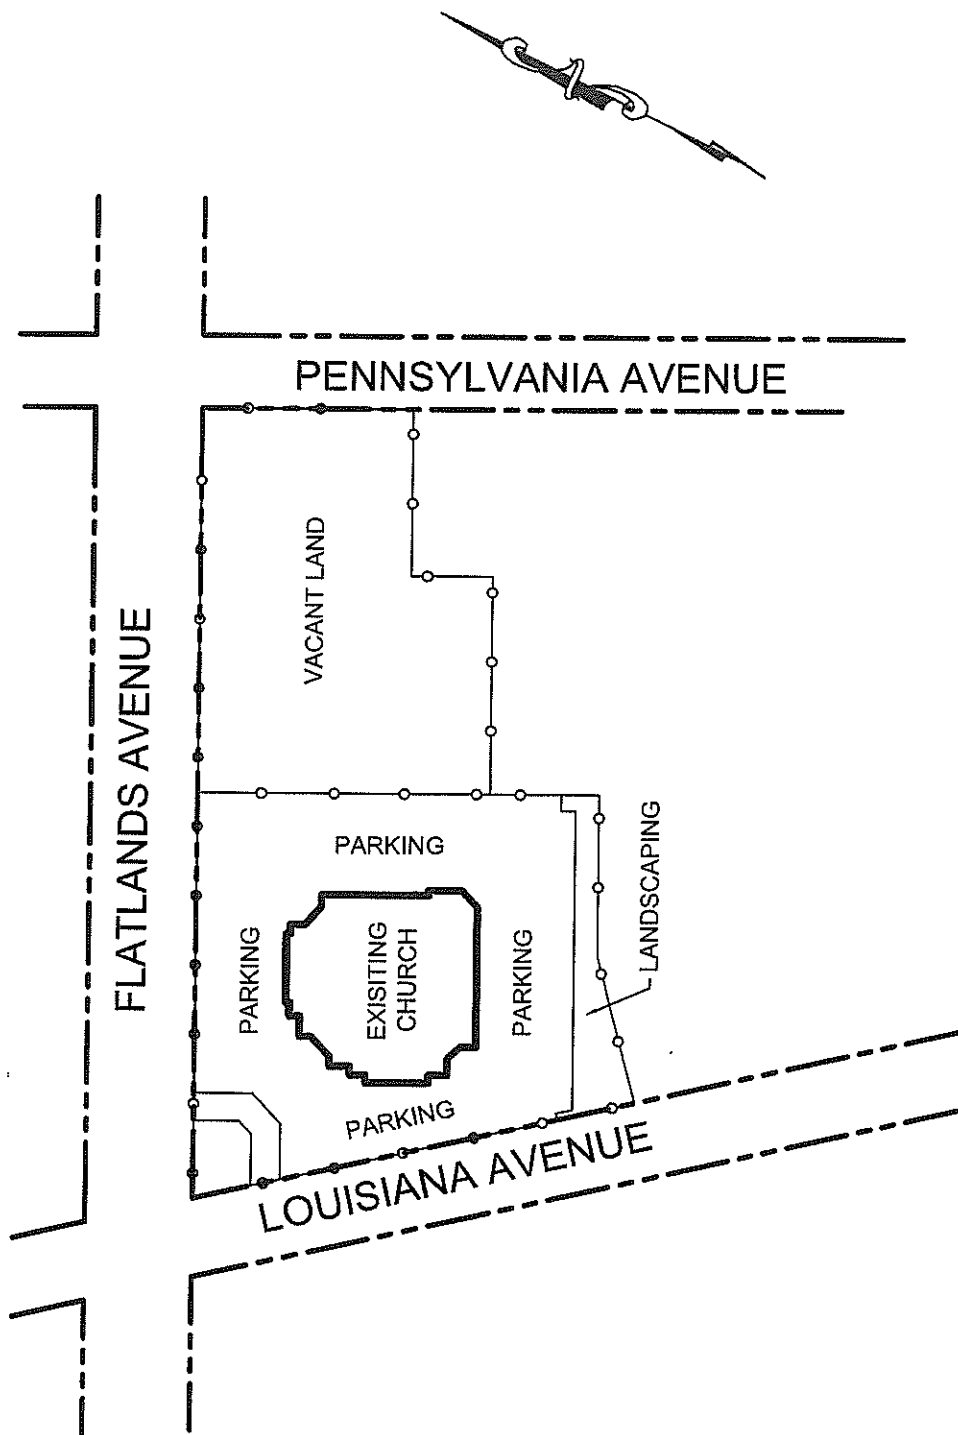 PENNSYLVANIA AVENUE
VACANT LAND
FLATLANDS AVENUE
PARKING
LANDSCAPING
PARKING
EXISITING
CHURCH
PARKING
PARKING
LOUISIANA AVENUE